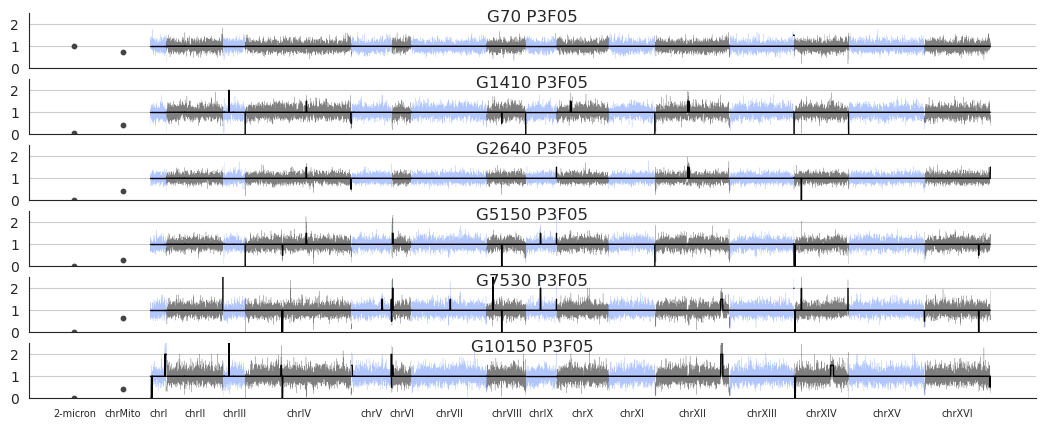 G70 P3F05
2
1
0
G1410 P3F05
2
1
0
G2640 P3F05
2
1
0
G5150 P3F05
2
1
0
G7530 P3F05
2
1
0
G10150 P3F05
2
1
0
2-micron chrMito chrI chrII chrIII chrIV chrV chrVI chrVII chrVIII chrIX chrX chrXI chrXII chrXIII chrXIV chrXV chrXVI